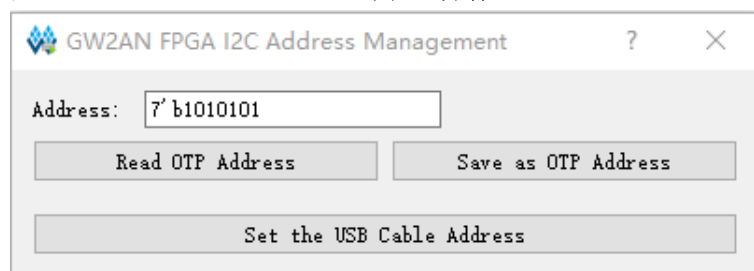 GW2AN FPGA I2C Address Management ? ×
Address: 7'b1010101
Read OTP Address Save as OTP Address
Set the USB Cable Address